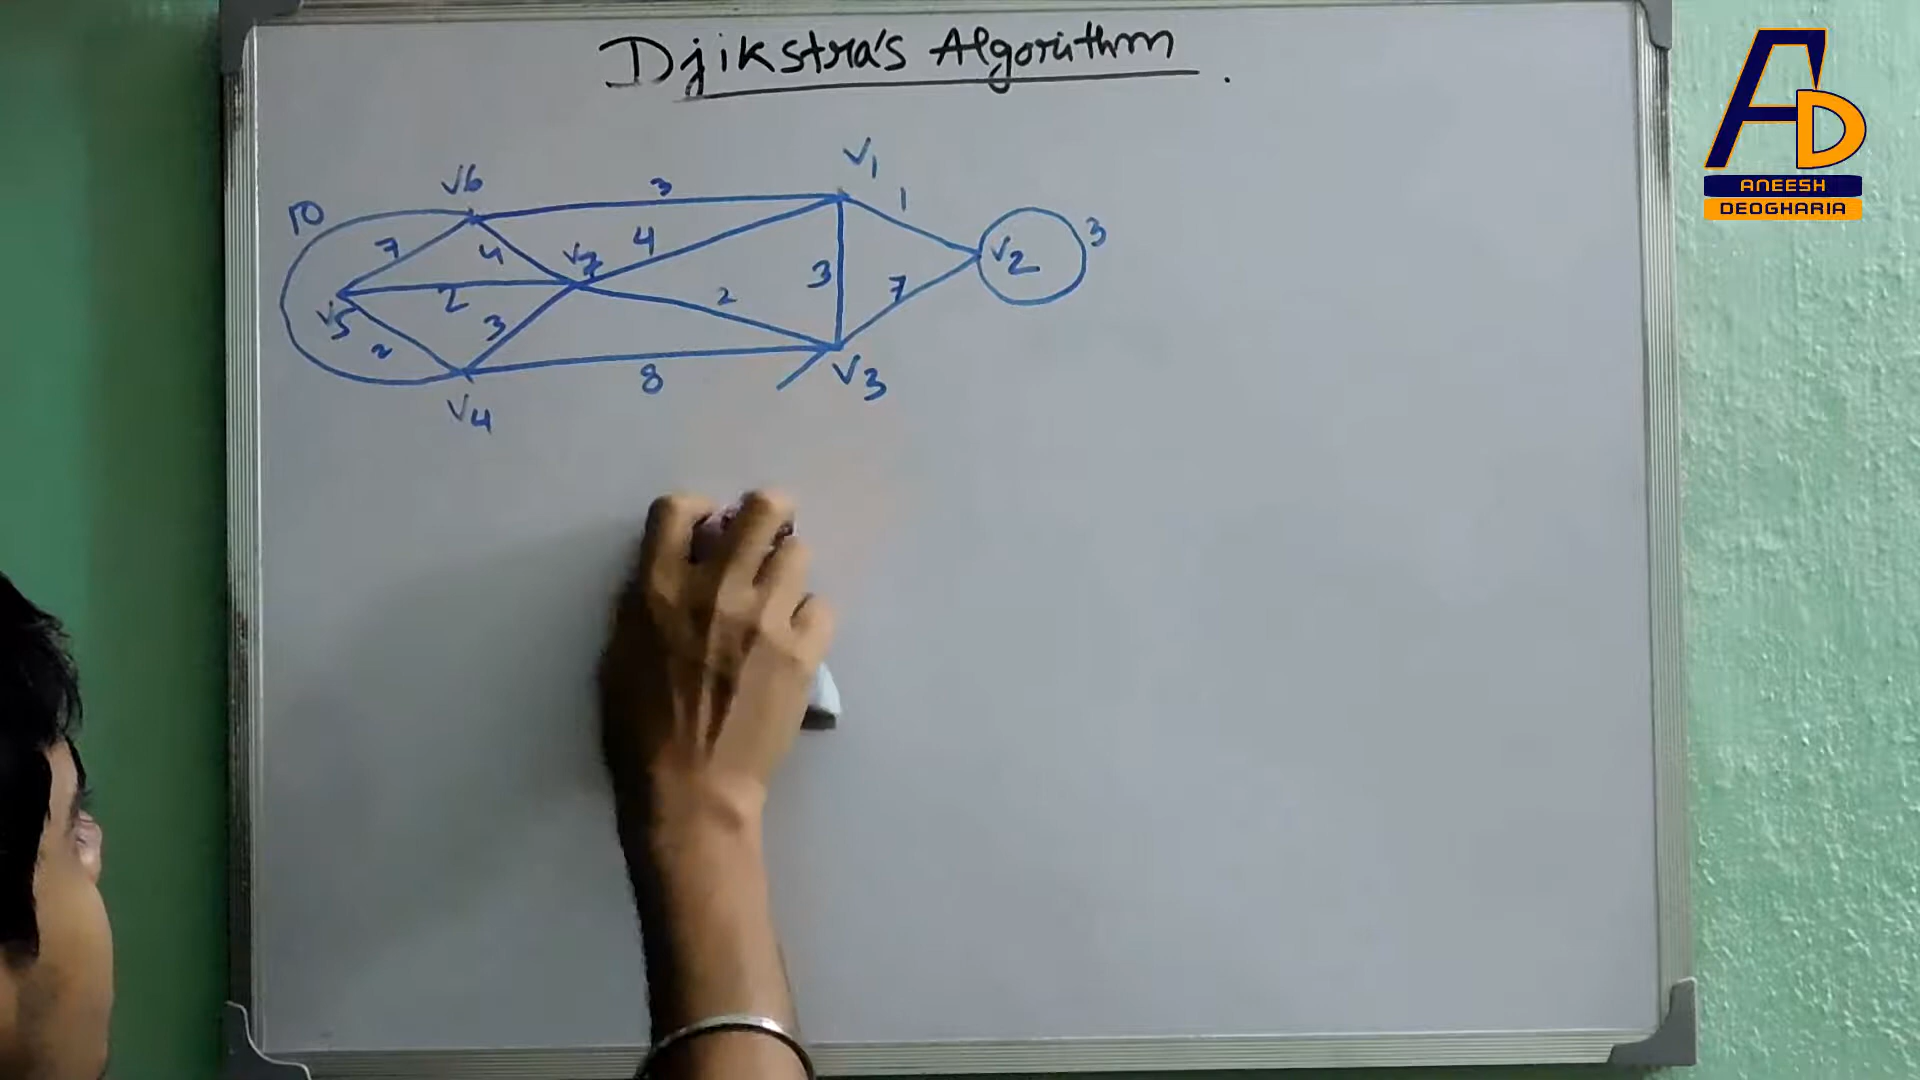 Djikstra's Algorithm.
AD
ANEESH
DEOGHARIA
V1
V6
3
1
10
7
4
V7
4
V2
3
2
3
7
V5
2
3
2
8
V3
V4